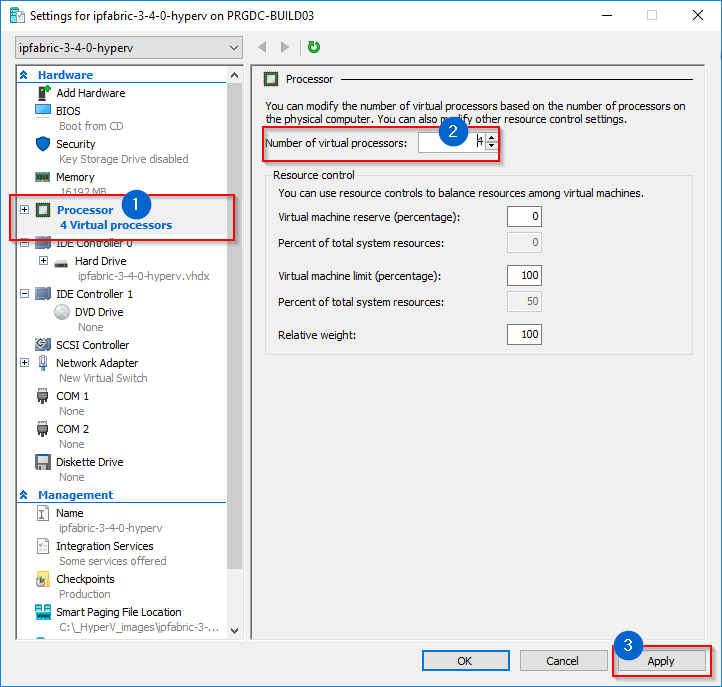 Settings for ipfabric-3-4-0-hyperv on PRGDC-BUILD03
ipfabric-3-4-0-hyperv
Hardware
Add Hardware
BIOS
Boot from CD
Security
Key Storage Drive disabled
Memory
16192 MB
Processor
4 Virtual processors
1
IDE Controller 0
Hard Drive
ipfabric-3-4-0-hyperv.vhdx
IDE Controller 1
DVD Drive
None
SCSI Controller
Network Adapter
New Virtual Switch
COM 1
None
COM 2
None
Diskette Drive
None
Management
Name
ipfabric-3-4-0-hyperv
Integration Services
Some services offered
Checkpoints
Production
Smart Paging File Location
C:\_HyperV_images\ipfabric-3-...
Processor
You can modify the number of virtual processors based on the number of processors on
the physical computer. You can also modify other resource control settings.
2
Number of virtual processors: 4
Resource control
You can use resource controls to balance resources among virtual machines.
Virtual machine reserve (percentage): 0
Percent of total system resources: 0
Virtual machine limit (percentage): 100
Percent of total system resources: 50
Relative weight: 100
3
OK Cancel Apply